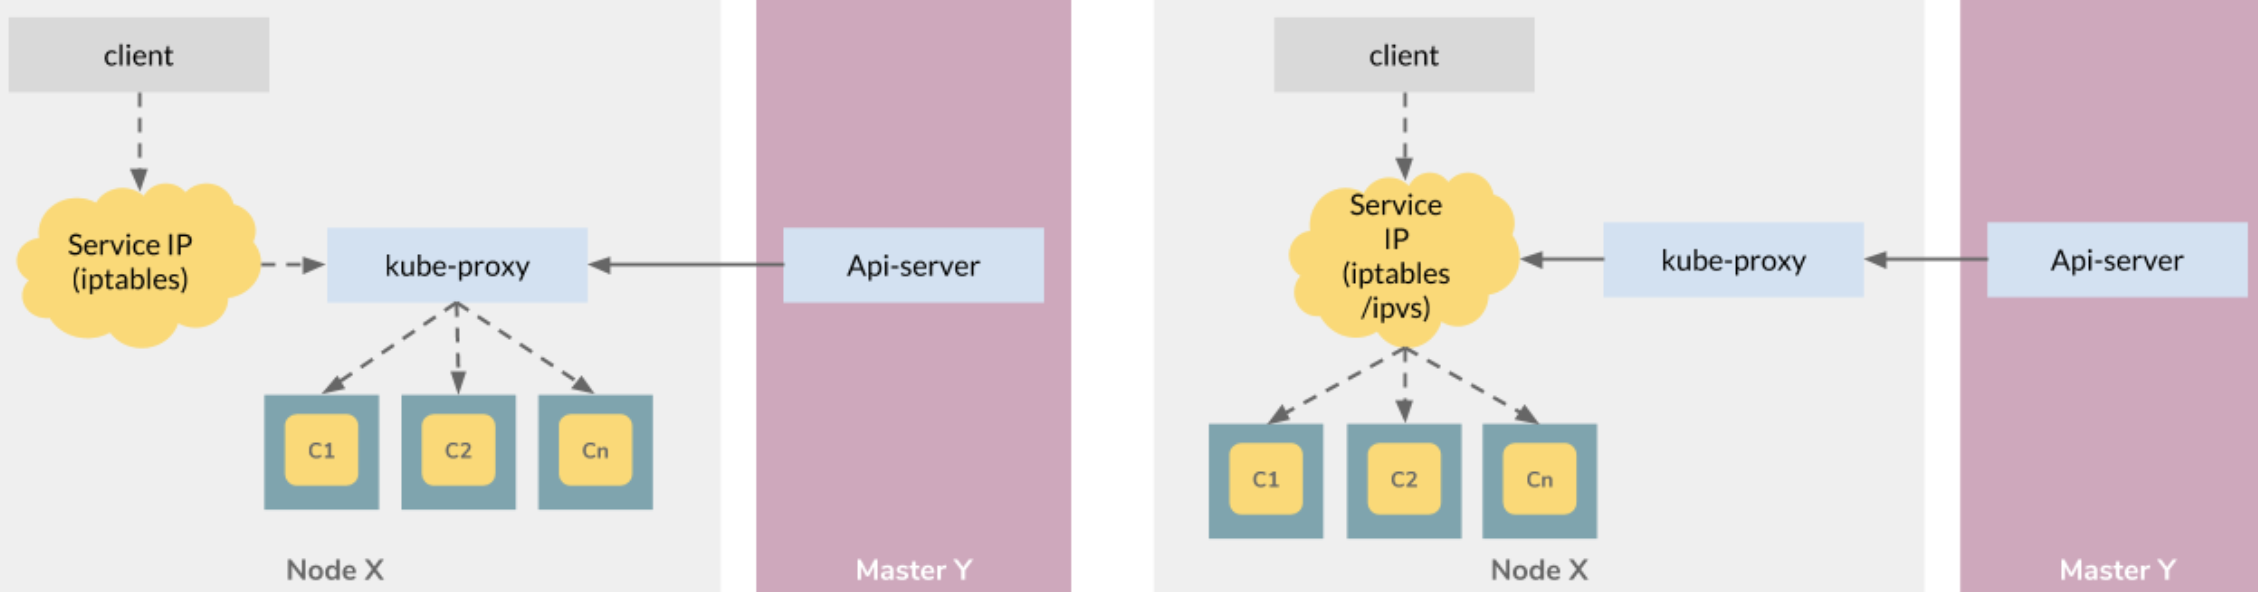 client
Service IP
(iptables)
kube-proxy
Api-server
C1
C2
Cn
Node X
Master Y
client
Service
IP
(iptables
/ipvs)
kube-proxy
Api-server
C1
C2
Cn
Node X
Master Y